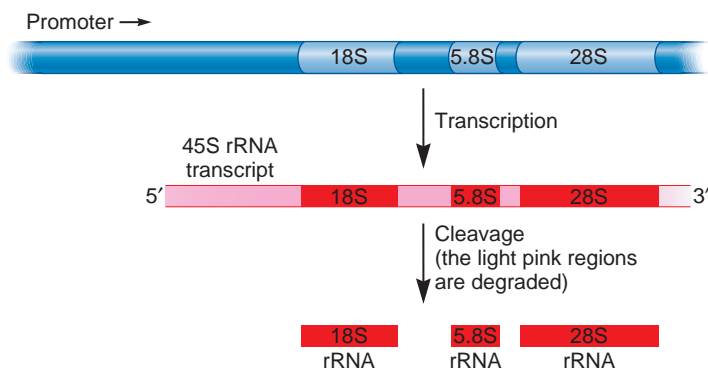 Promoter →
18S 5.8S 28S
Transcription
45S rRNA
transcript
5′ 18S 5.8S 28S 3′
Cleavage
(the light pink regions
are degraded)
18S 5.8S 28S
rRNA rRNA rRNA